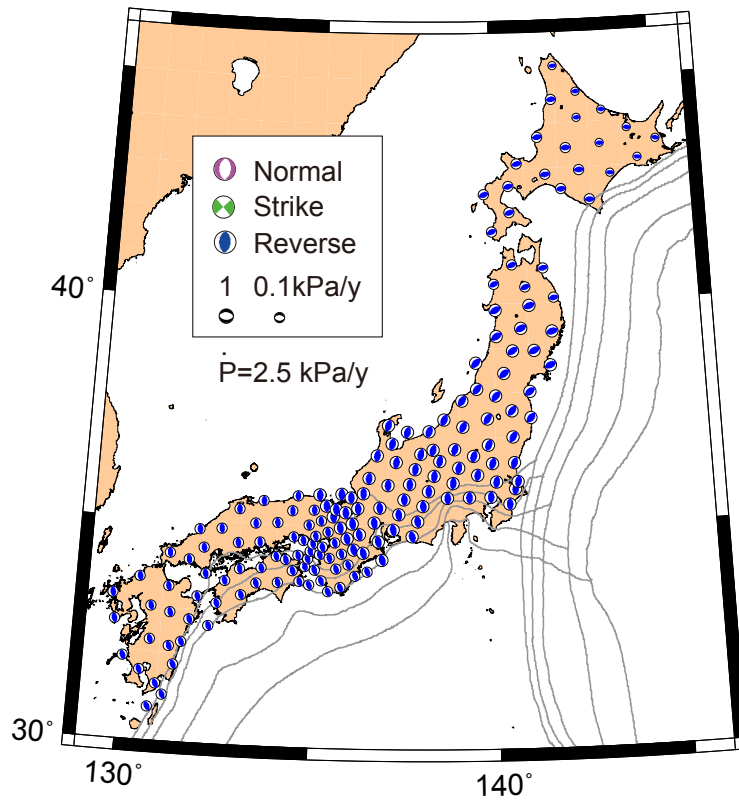 Normal
Strike
Reverse
1 0.1kPa/y
Ṗ=2.5 kPa/y
40°
30°
130°
140°